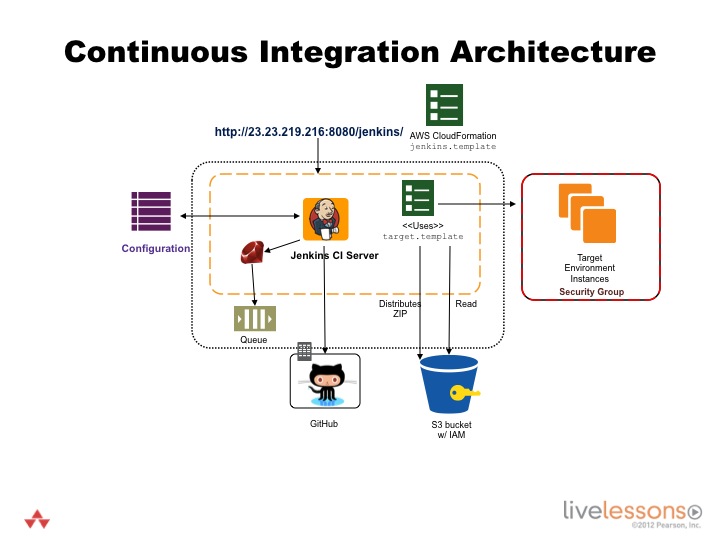 Continuous Integration Architecture
http://23.23.219.216:8080/jenkins/
AWS CloudFormation
jenkins.template
Configuration
Jenkins CI Server
<<Uses>>
target.template
Target
Environment
Instances
Security Group
Distributes
ZIP
Read
Queue
GitHub
S3 bucket
w/ IAM
livelessons
©2012 Pearson, Inc.